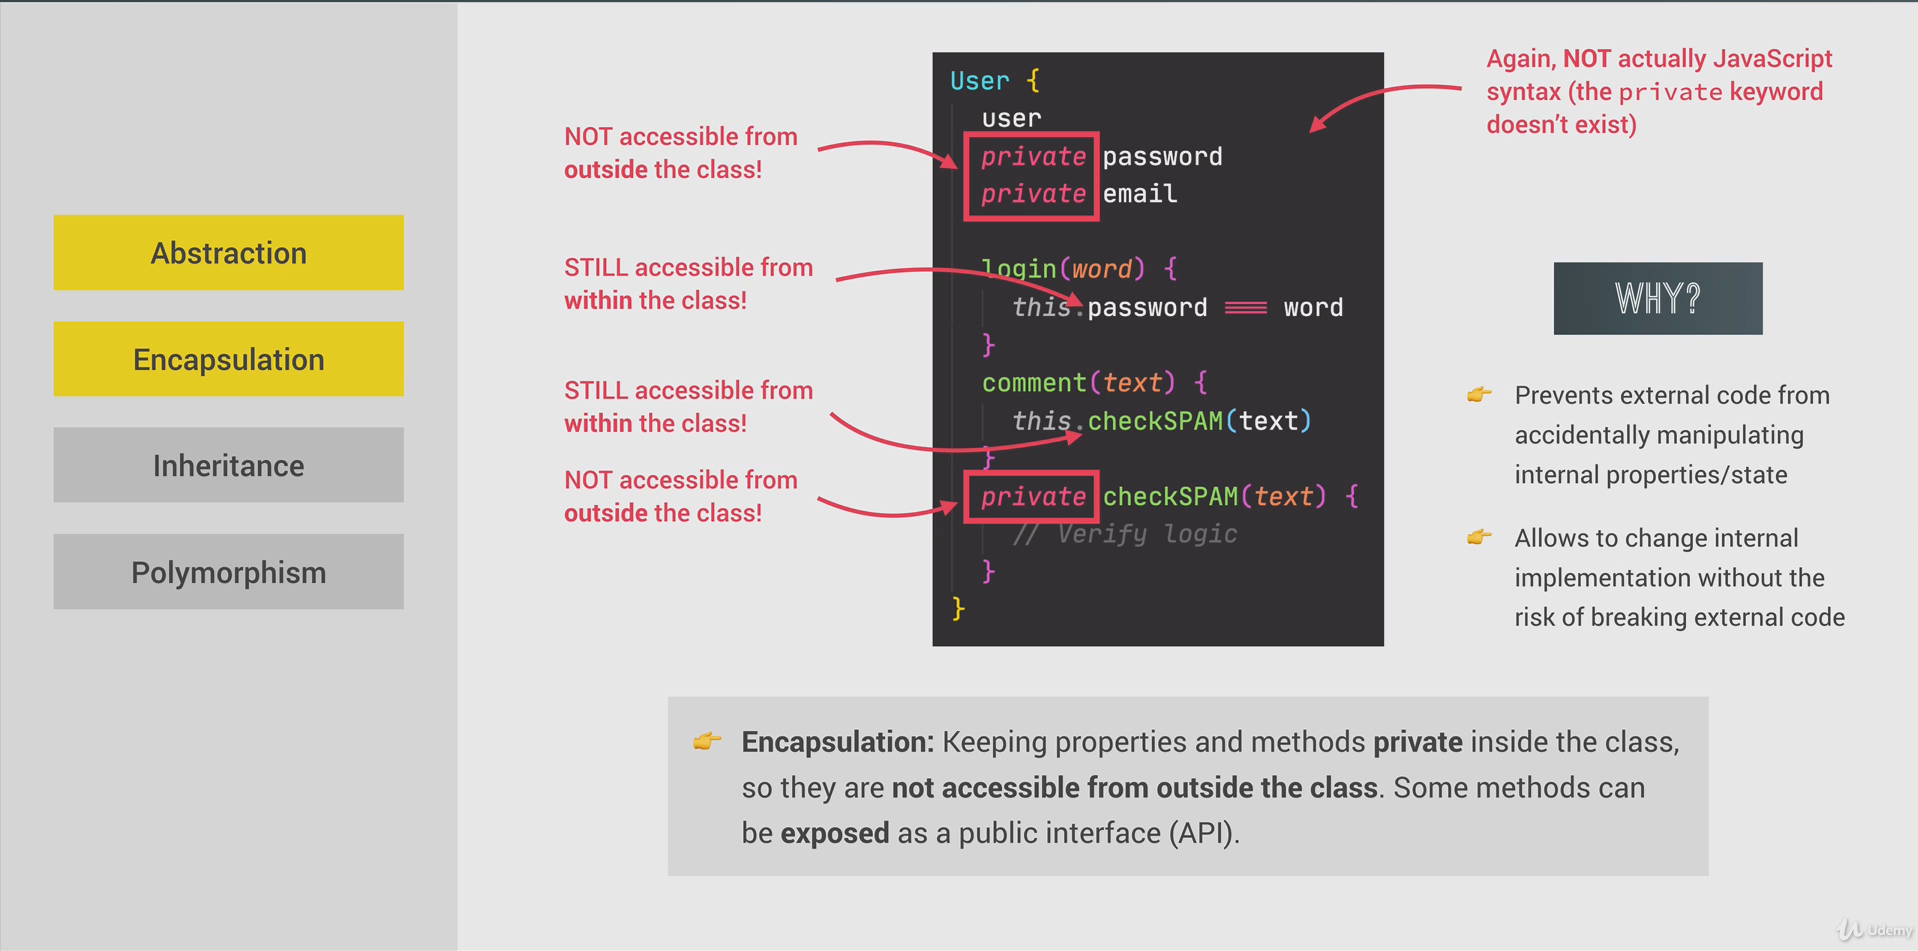 Abstraction
Encapsulation
Inheritance
Polymorphism
NOT accessible from
outside the class!
STILL accessible from
within the class!
STILL accessible from
within the class!
NOT accessible from
outside the class!
User {
user
private password
private email
login(word) {
this.password === word
}
comment(text) {
this.checkSPAM(text)
}
private checkSPAM(text) {
// Verify logic
}
}
Again, NOT actually JavaScript
syntax (the private keyword
doesn’t exist)
WHY?
👉 Prevents external code from
accidentally manipulating
internal properties/state
👉 Allows to change internal
implementation without the
risk of breaking external code
👉 Encapsulation: Keeping properties and methods private inside the class,
so they are not accessible from outside the class. Some methods can
be exposed as a public interface (API).
Udemy